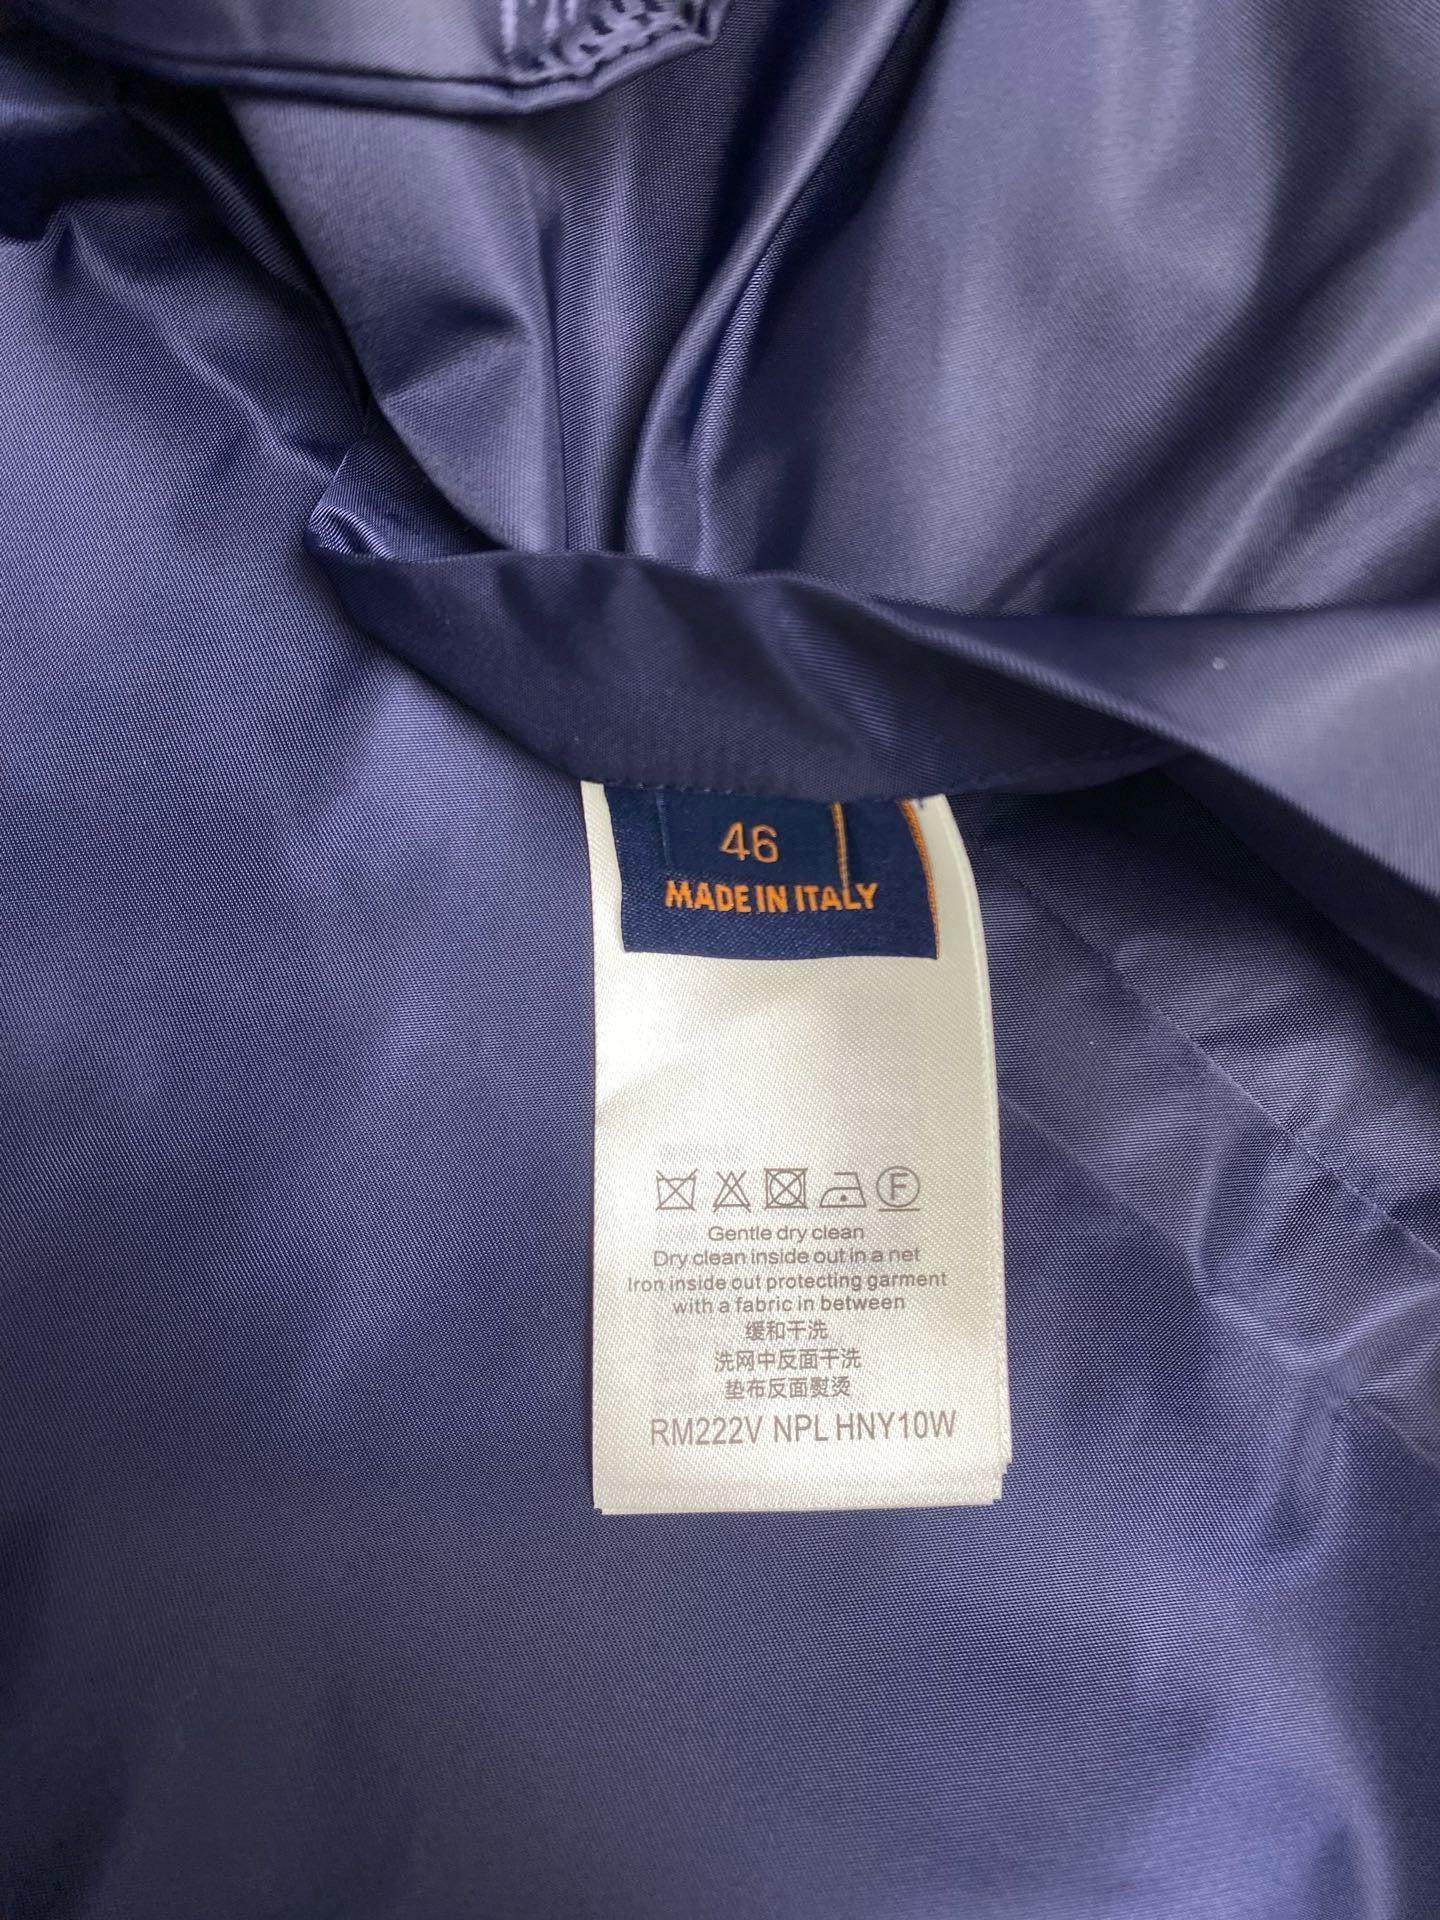 46
MADE IN ITALY
F
Gentle dry clean
Dry clean inside out in a net
Iron inside out protecting garment
with a fabric in between
缓和干洗
洗网中反面干洗
垫布反面熨烫
RM222V NPL HNY10W